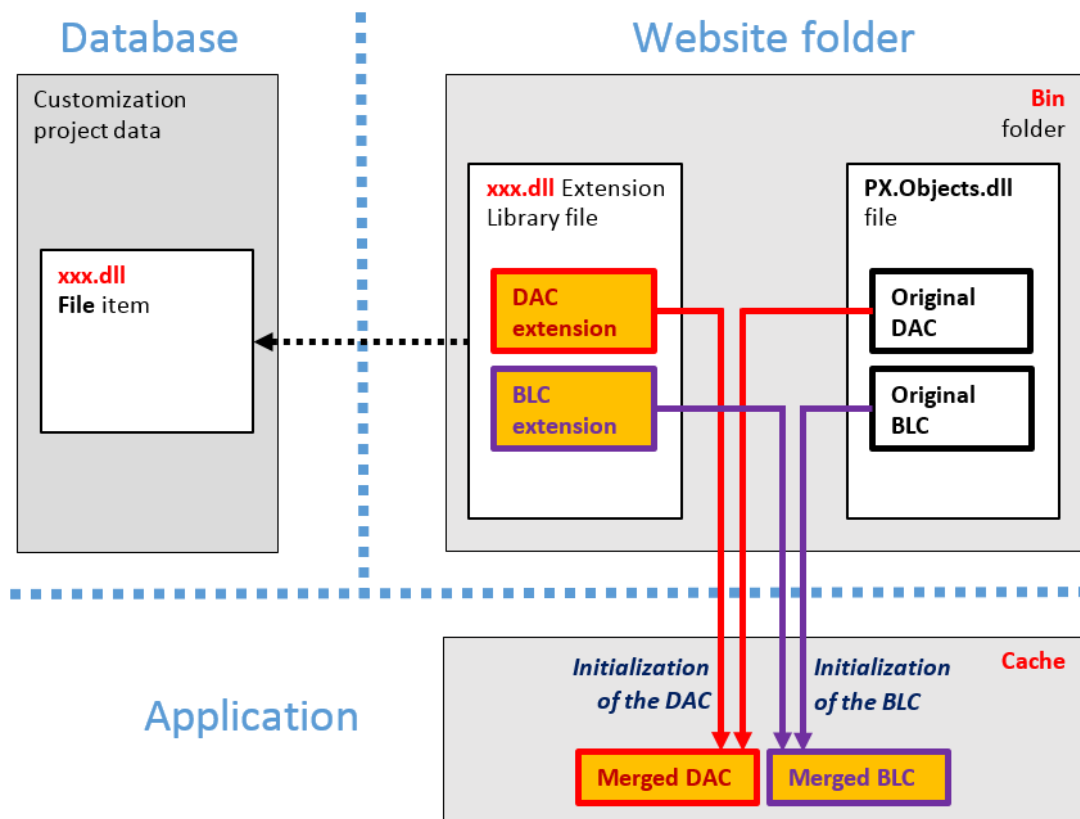 Database
Website folder
Customization
project data
xxx.dll
File item
Bin
folder
xxx.dll Extension
Library file
DAC
extension
BLC
extension
PX.Objects.dll
file
Original
DAC
Original
BLC
Application
Cache
Initialization
of the DAC
Initialization
of the BLC
Merged DAC
Merged BLC